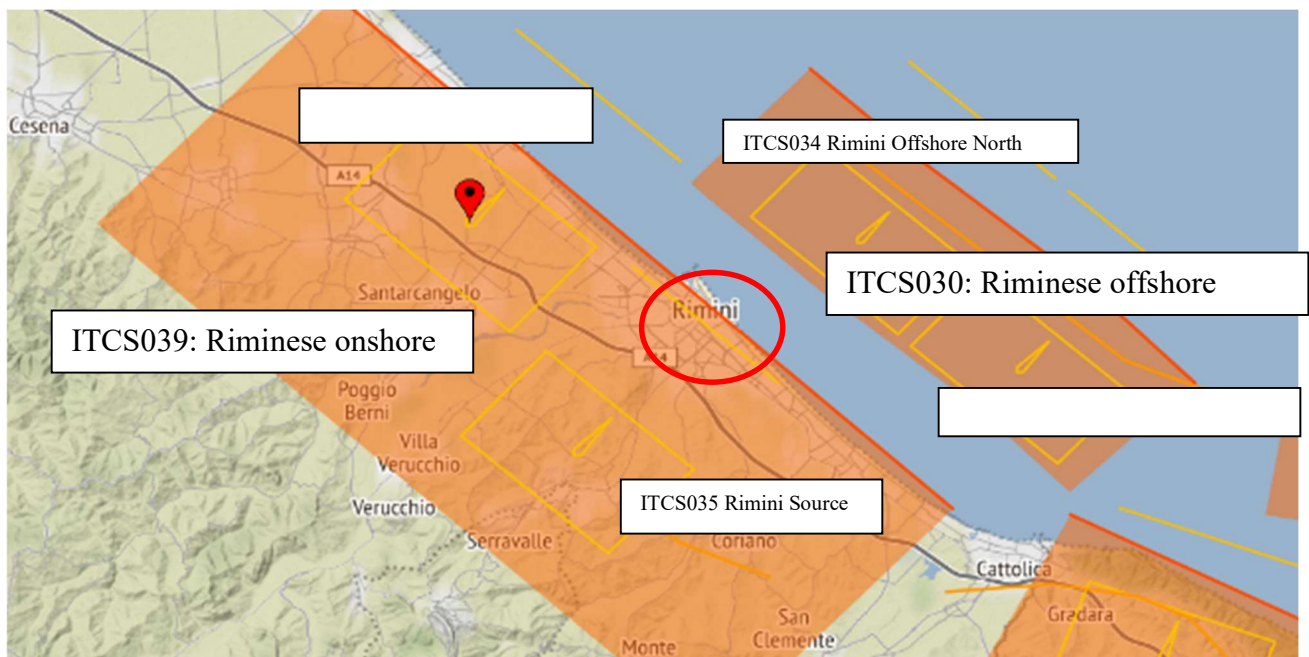 Cesena
A14
ITCS034 Rimini Offshore North
Santarcangelo
Rimini
ITCS030: Riminese offshore
ITCS039: Riminese onshore
A14
Poggio
Berni
Villa
Verucchio
Verucchio
ITCS035 Rimini Source
Serravalle
Coriano
Cattolica
Gradara
San
Clemente
Monte